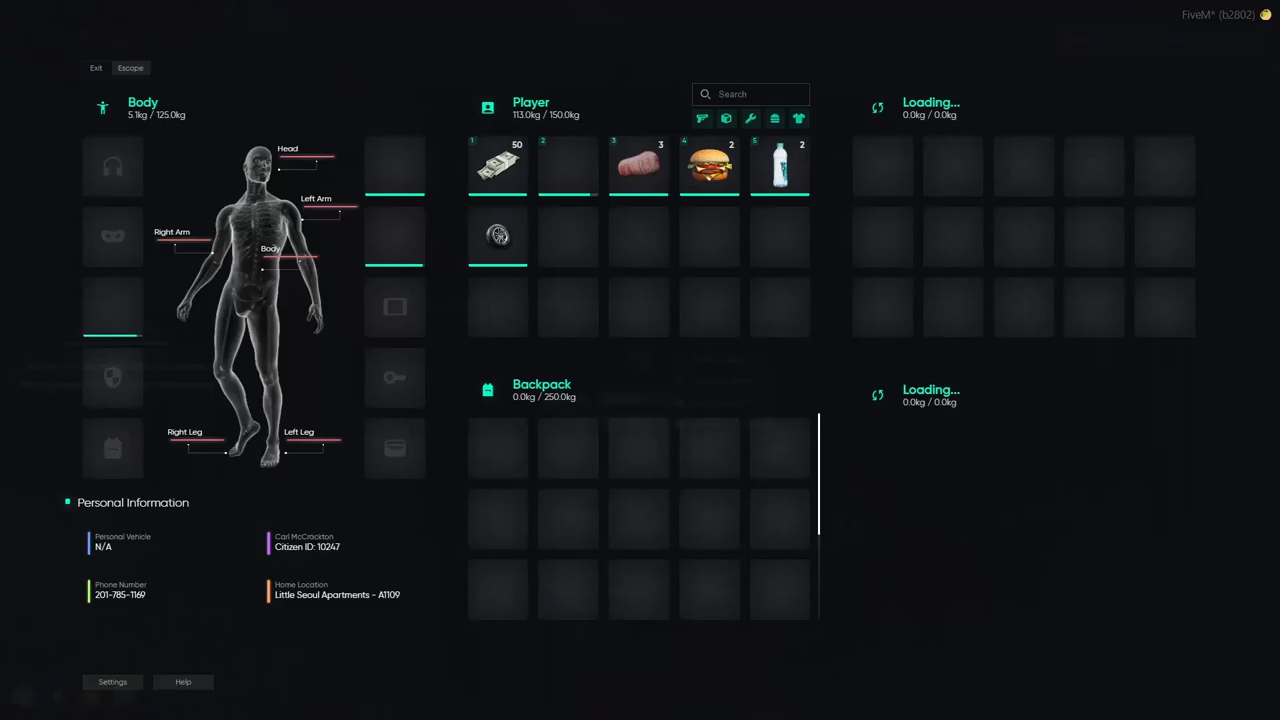 FiveM* (b2802)
Exit Escape
Body
5.1kg / 125.0kg
Player
113.0kg / 150.0kg
Search
Loading...
0.0kg / 0.0kg
1 50
2
3 3
4 2
5 2
Head
Left Arm
Right Arm
Body
Right Leg
Left Leg
Backpack
0.0kg / 250.0kg
Loading...
0.0kg / 0.0kg
Personal Information
Personal Vehicle
N/A
Carl McCrockton
Citizen ID: 10247
Phone Number
201-785-1169
Home Location
Little Seoul Apartments - A1109
Settings
Help